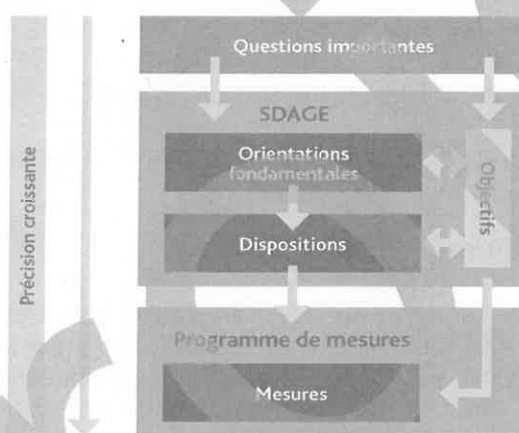 Questions importantes
SDAGE
Orientations
fondamentales
Objectifs
Dispositions
Programme de mesures
Mesures
Précision croissante